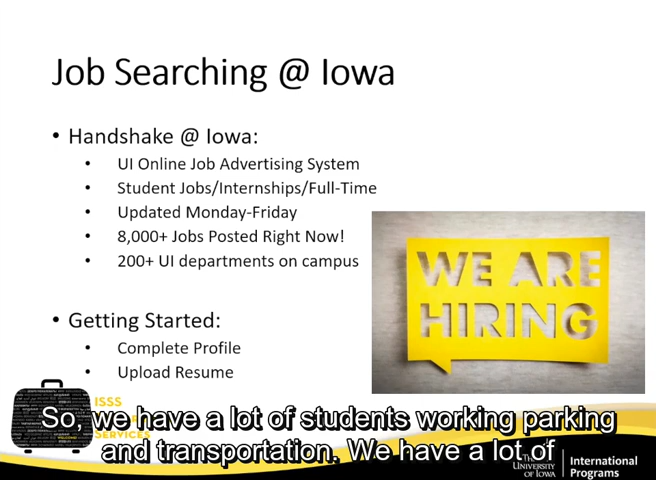 Job Searching @ Iowa
• Handshake @ Iowa:
• UI Online Job Advertising System
• Student Jobs/Internships/Full-Time
• Updated Monday-Friday
• 8,000+ Jobs Posted Right Now!
• 200+ UI departments on campus
WE ARE
HIRING
• Getting Started:
• Complete Profile
• Upload Resume
ISSS
SERVICES
So, we have a lot of students working parking
and transportation. We have a lot of
The
UNIVERSITY
OF IOWA
International
Programs